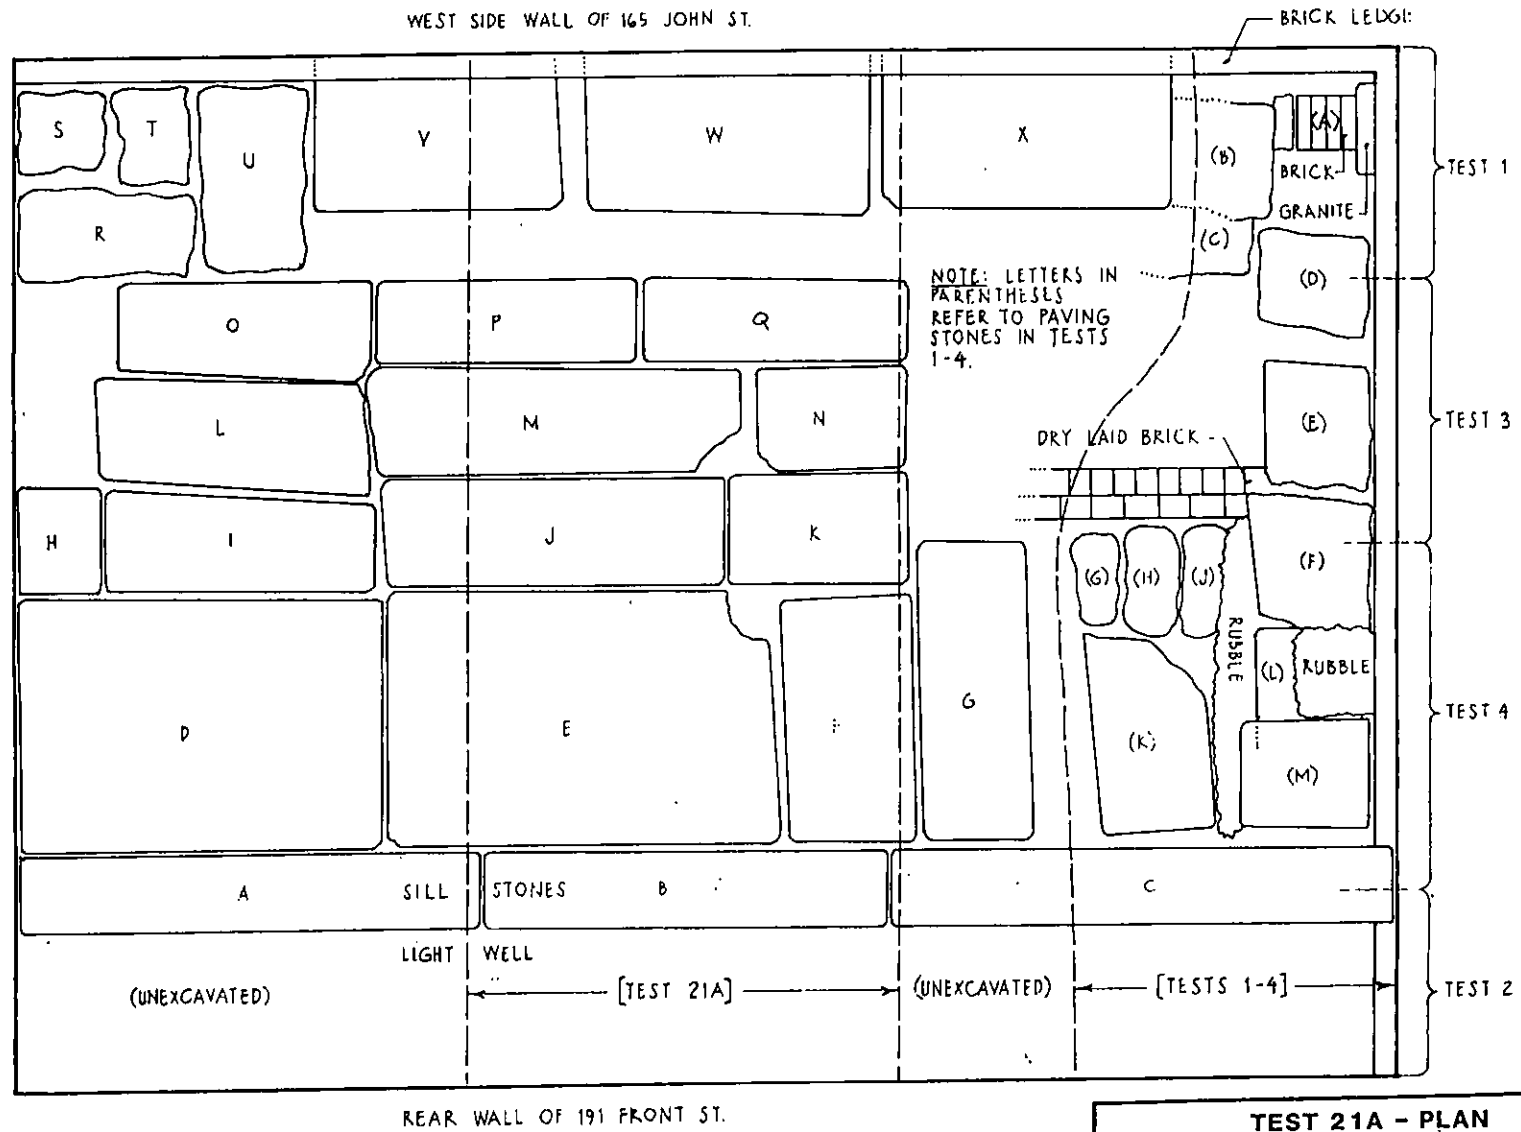 WEST SIDE WALL OF 165 JOHN ST.
BRICK LEDGE
S
T
U
V
W
X
(A)
(B)
BRICK
TEST 1
GRANITE
R
(C)
(D)
NOTE: LETTERS IN
PARENTHESES
REFER TO PAVING
STONES IN TESTS
1-4.
O
P
Q
L
M
N
(E)
TEST 3
DRY LAID BRICK
H
I
J
K
(F)
(G)
(H)
(J)
RUBBLE
(L)
RUBBLE
D
E
F
G
(K)
(M)
TEST 4
A
SILL STONES
B
C
LIGHT WELL
(UNEXCAVATED)
[TEST 21A]
(UNEXCAVATED)
[TESTS 1-4]
TEST 2
REAR WALL OF 191 FRONT ST.
TEST 21A - PLAN